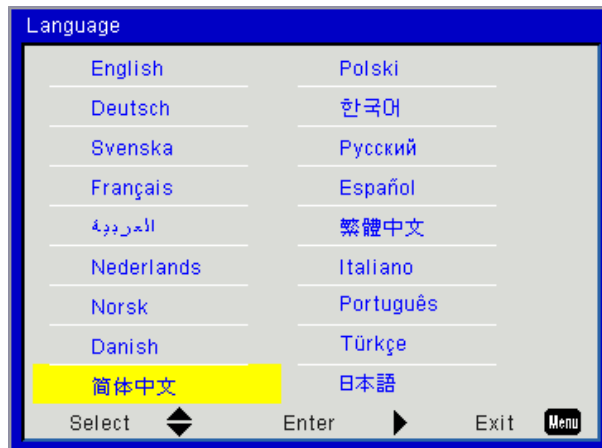 Language
English
Polski
Deutsch
한국어
Svenska
Русский
Français
Español
العربية
繁體中文
Nederlands
Italiano
Norsk
Português
Danish
Türkçe
简体中文
日本語
Select Enter Exit Menu